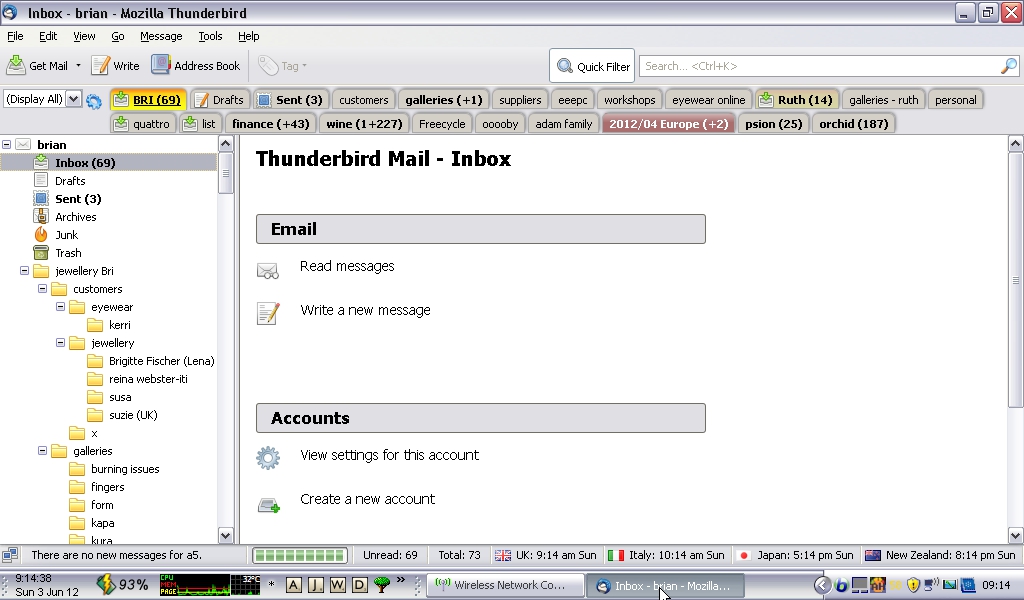 Inbox - brian - Mozilla Thunderbird
File Edit View Go Message Tools Help
Get Mail Write Address Book Tag Quick Filter Search... <Ctrl+K>
(Display All) BRI (69) Drafts Sent (3) customers galleries (+1) suppliers eeepc workshops eyewear online Ruth (14) galleries - ruth personal
quattro list finance (+43) wine (1+227) Freecycle ooooby adam family 2012/04 Europe (+2) psion (25) orchid (187)
brian
Inbox (69)
Drafts
Sent (3)
Archives
Junk
Trash
jewellery Bri
customers
eyewear
kerri
jewellery
Brigitte Fischer (Lena)
reina webster-iti
susa
suzie (UK)
x
galleries
burning issues
fingers
form
kapa
kura
Thunderbird Mail - Inbox
Email
Read messages
Write a new message
Accounts
View settings for this account
Create a new account
There are no new messages for a5. Unread: 69 Total: 73 UK: 9:14 am Sun Italy: 10:14 am Sun Japan: 5:14 pm Sun New Zealand: 8:14 pm Sun
9:14:38
Sun 3 Jun 12
93%
CPU
MEM
PAGE
32°C
* A J W D » Wireless Network Co... Inbox - brian - Mozilla... 09:14